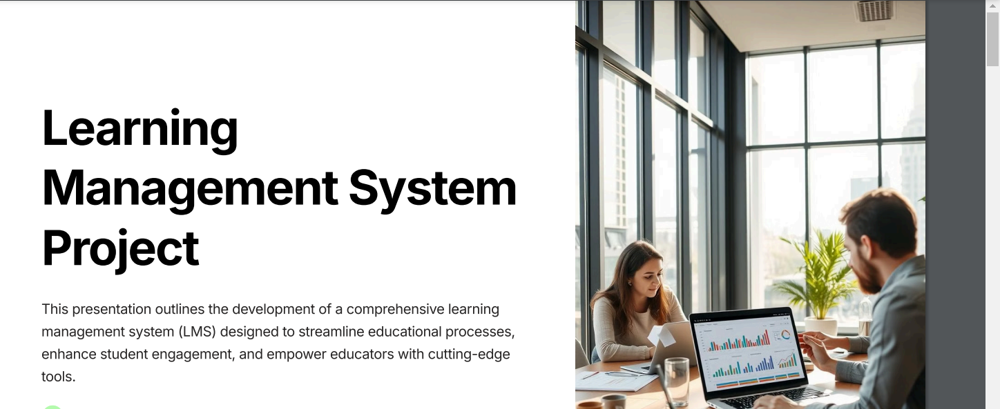 Learning
Management System
Project
This presentation outlines the development of a comprehensive learning
management system (LMS) designed to streamline educational processes,
enhance student engagement, and empower educators with cutting-edge
tools.